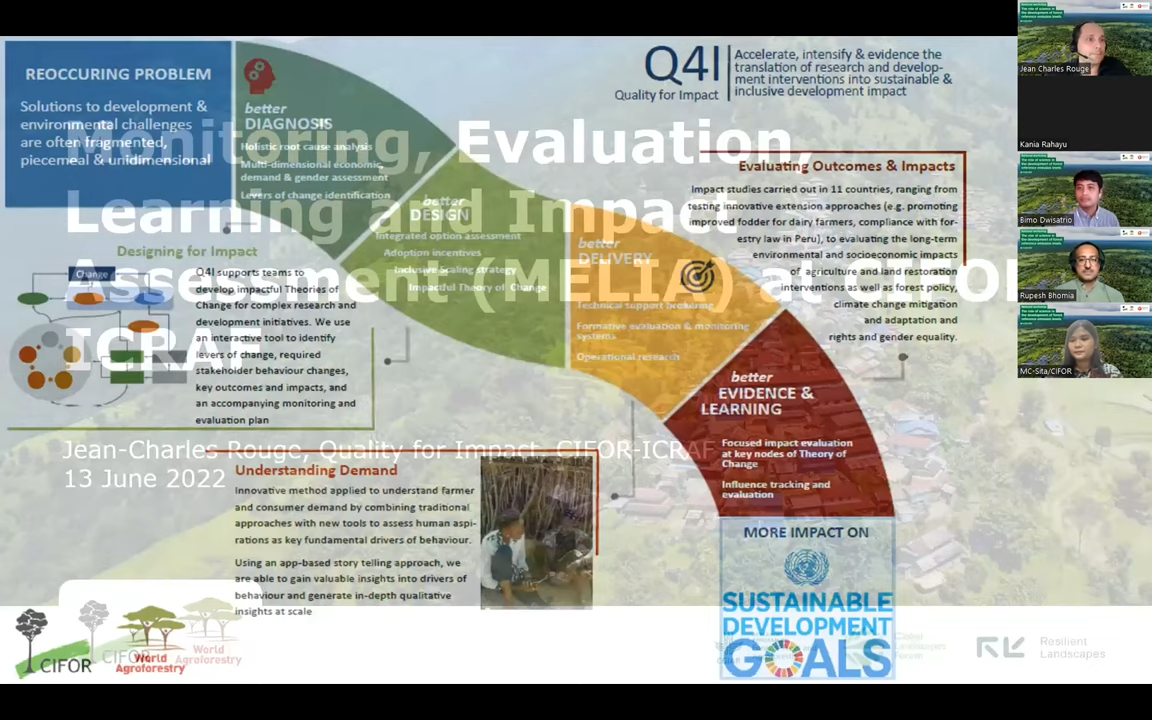 REOCCURING PROBLEM
Solutions to development &
environmental challenges
are often fragmented,
piecemeal & unidimensional
better
DIAGNOSIS
Holistic root cause analysis
Multi-dimensional economic,
demand & gender assessment
Levers of change identification
better
DESIGN
Integrated option assessment
Adoption incentives
Inclusive Scaling strategy
Impactful Theory of Change
better
DELIVERY
Technical support brokering
Formative evaluation & monitoring
systems
Operational research
better
EVIDENCE &
LEARNING
Focused impact evaluation
at key nodes of Theory of
Change
Influence tracking and
evaluation
MORE IMPACT ON
SUSTAINABLE
DEVELOPMENT
GOALS
Q4I
Quality for Impact
Accelerate, intensify & evidence the
translation of research and develop-
ment interventions into sustainable &
inclusive development impact
Evaluating Outcomes & Impacts
Impact studies carried out in 11 countries, ranging from
testing innovative extension approaches (e.g. promoting
improved fodder for dairy farmers, compliance with for-
estry law in Peru), to evaluating the long-term
environmental and socioeconomic impacts
of agriculture and land restoration
interventions as well as forest policy,
climate change mitigation
and adaptation and
rights and gender equality.
Designing for Impact
Change
Q4I supports teams to
develop impactful Theories of
Change for complex research and
development initiatives. We use
an interactive tool to identify
levers of change, required
stakeholder behaviour changes,
key outcomes and impacts, and
an accompanying monitoring and
evaluation plan
Understanding Demand
Innovative method applied to understand farmer
and consumer demand by combining traditional
approaches with new tools to assess human aspi-
rations as key fundamental drivers of behaviour.
Using an app-based story telling approach, we
are able to gain valuable insights into drivers of
behaviour and generate in-depth qualitative
insights at scale
Monitoring, Evaluation,
Learning and Impact
Assessment (MELIA) at
ICRAF
Jean-Charles Rouge, Quality for Impact, CIFOR-ICRAF
13 June 2022
CIFOR
World
Agroforestry
CIFOR
World
Agroforestry
Global
Landscapes
Forum
Resilient
Landscapes
Jean Charles Rouge
Kania Rahayu
Bimo Dwisatrio
Rupesh Bhomia
MC-Sita/CIFOR